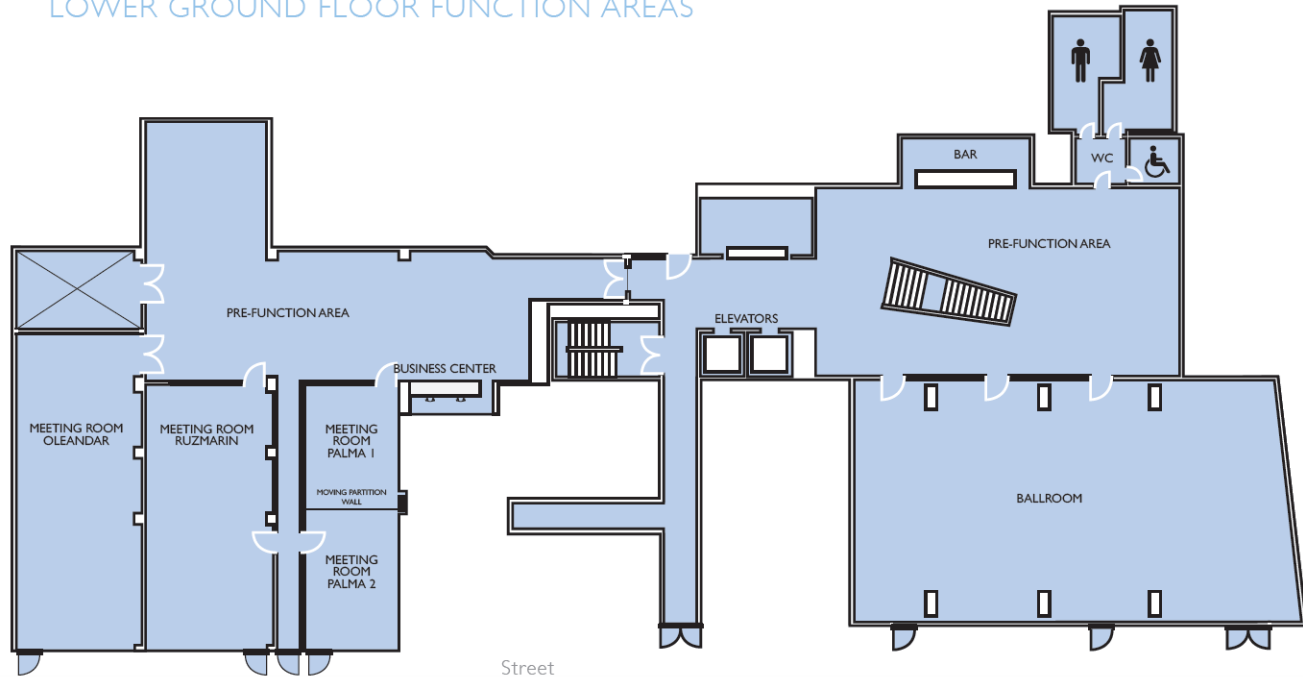 LOWER GROUND FLOOR FUNCTION AREAS
BAR
WC
PRE-FUNCTION AREA
PRE-FUNCTION AREA
ELEVATORS
BUSINESS CENTER
MEETING ROOM
OLEANDAR
MEETING ROOM
RUZMARIN
MEETING
ROOM
PALMA 1
MOVING PARTITION
WALL
MEETING
ROOM
PALMA 2
BALLROOM
Street